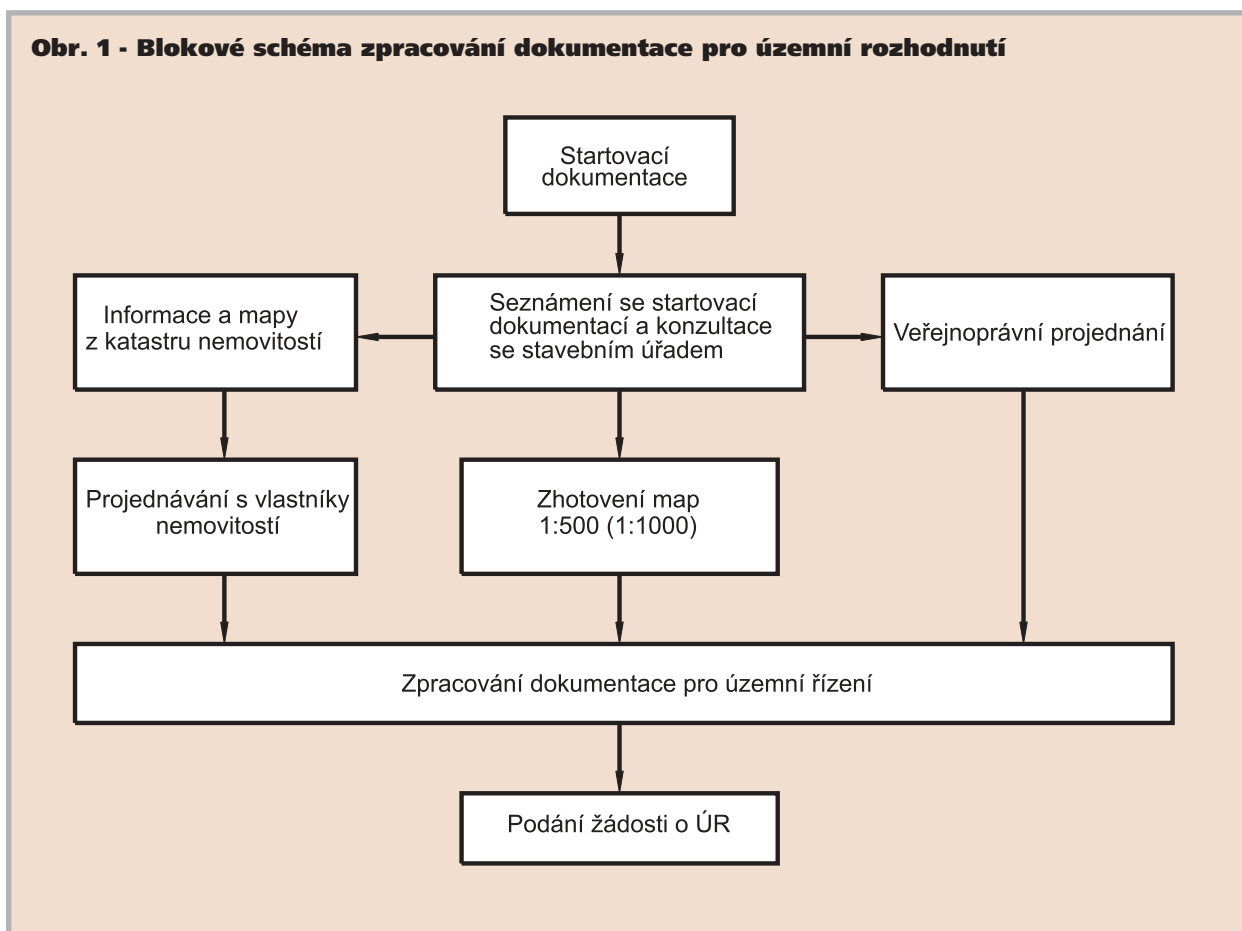 Obr. 1 - Blokové schéma zpracování dokumentace pro územní rozhodnutí
Startovací
dokumentace
Informace a mapy
z katastru nemovitostí
Seznámení se startovací
dokumentací a konzultace
se stavebním úřadem
Veřejnoprávní projednání
Projednávání s vlastníky
nemovitostí
Zhotovení map
1:500 (1:1000)
Zpracování dokumentace pro územní řízení
Podání žádosti o ÚR